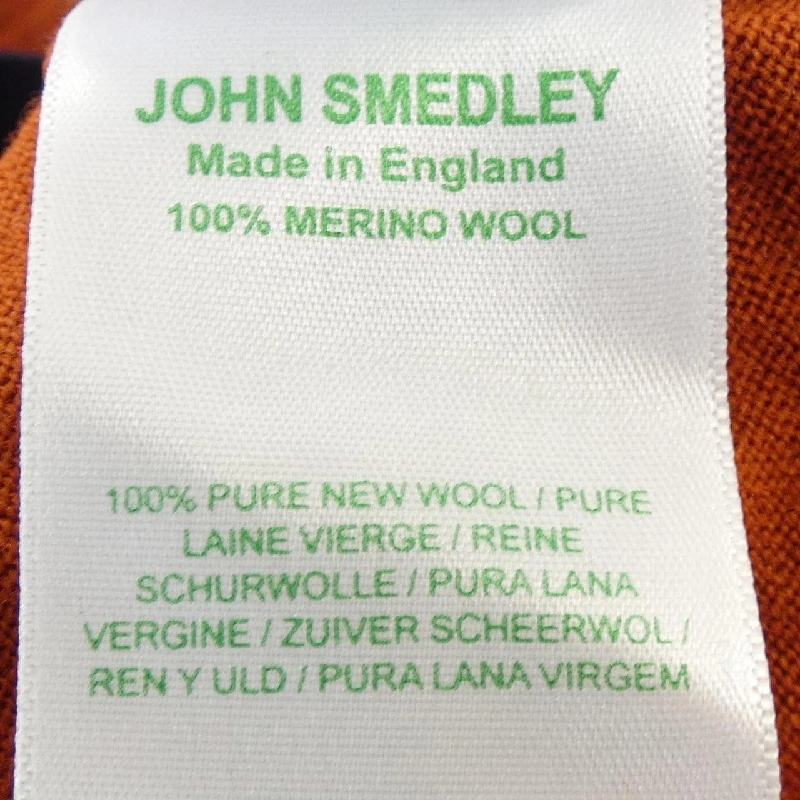 JOHN SMEDLEY
Made in England
100% MERINO WOOL
100% PURE NEW WOOL / PURE
LAINE VIERGE / REINE
SCHURWOLLE / PURA LANA
VERGINE / ZUIVER SCHEERWOL /
REN Y ULD / PURA LANA VIRGEM